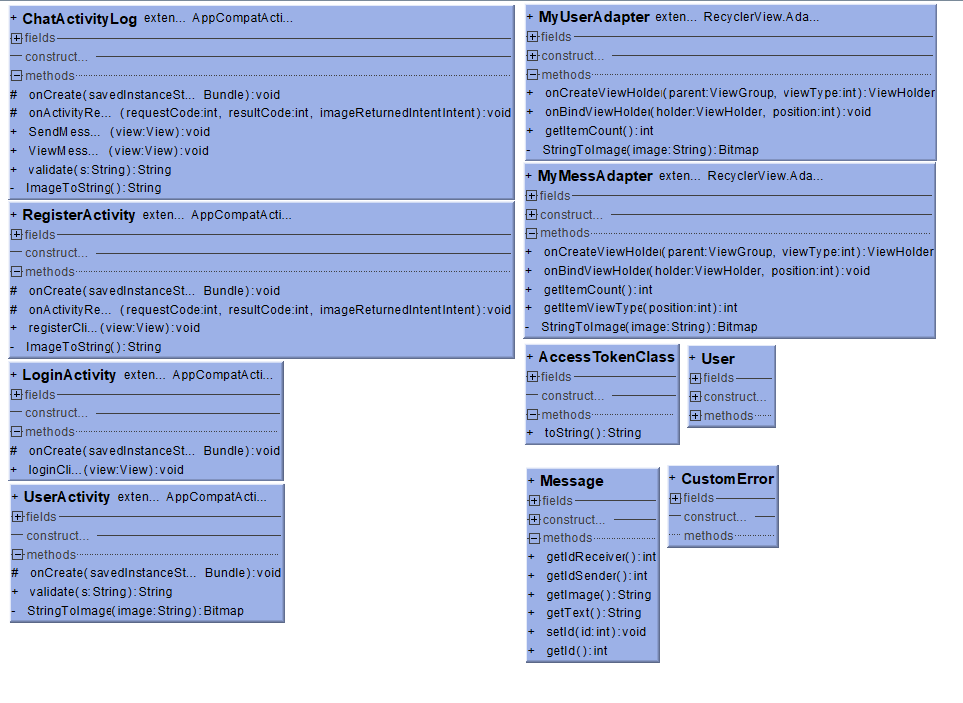 + ChatActivityLog exten... AppCompatActi...
fields
construct...
methods
# onCreate(savedInstanceSt... Bundle):void
# onActivityRe... (requestCode:int, resultCode:int, imageReturnedIntentIntent):void
+ SendMess... (view:View):void
+ ViewMess... (view:View):void
+ validate(s:String):String
- ImageToString():String
+ RegisterActivity exten... AppCompatActi...
fields
construct...
methods
# onCreate(savedInstanceSt... Bundle):void
# onActivityRe... (requestCode:int, resultCode:int, imageReturnedIntentIntent):void
+ registerCli...(view:View):void
- ImageToString():String
+ LoginActivity exten... AppCompatActi...
fields
construct...
methods
# onCreate(savedInstanceSt... Bundle):void
+ loginCli...(view:View):void
+ UserActivity exten... AppCompatActi...
fields
construct...
methods
# onCreate(savedInstanceSt... Bundle):void
+ validate(s:String):String
- StringToImage(image:String):Bitmap
+ MyUserAdapter exten... RecyclerView.Ada...
fields
construct...
methods
+ onCreateViewHolder(parent:ViewGroup, viewType:int):ViewHolder
+ onBindViewHolder(holder:ViewHolder, position:int):void
+ getItemCount():int
- StringToImage(image:String):Bitmap
+ MyMessAdapter exten... RecyclerView.Ada...
fields
construct...
methods
+ onCreateViewHolder(parent:ViewGroup, viewType:int):ViewHolder
+ onBindViewHolder(holder:ViewHolder, position:int):void
+ getItemCount():int
+ getItemViewType(position:int):int
- StringToImage(image:String):Bitmap
+ AccessTokenClass
fields
construct...
methods
+ toString():String
+ User
fields
construct...
methods
+ Message
fields
construct...
methods
+ getIdReceiver():int
+ getIdSender():int
+ getImage():String
+ getText():String
+ setId(id:int):void
+ getId():int
+ CustomError
fields
construct...
methods